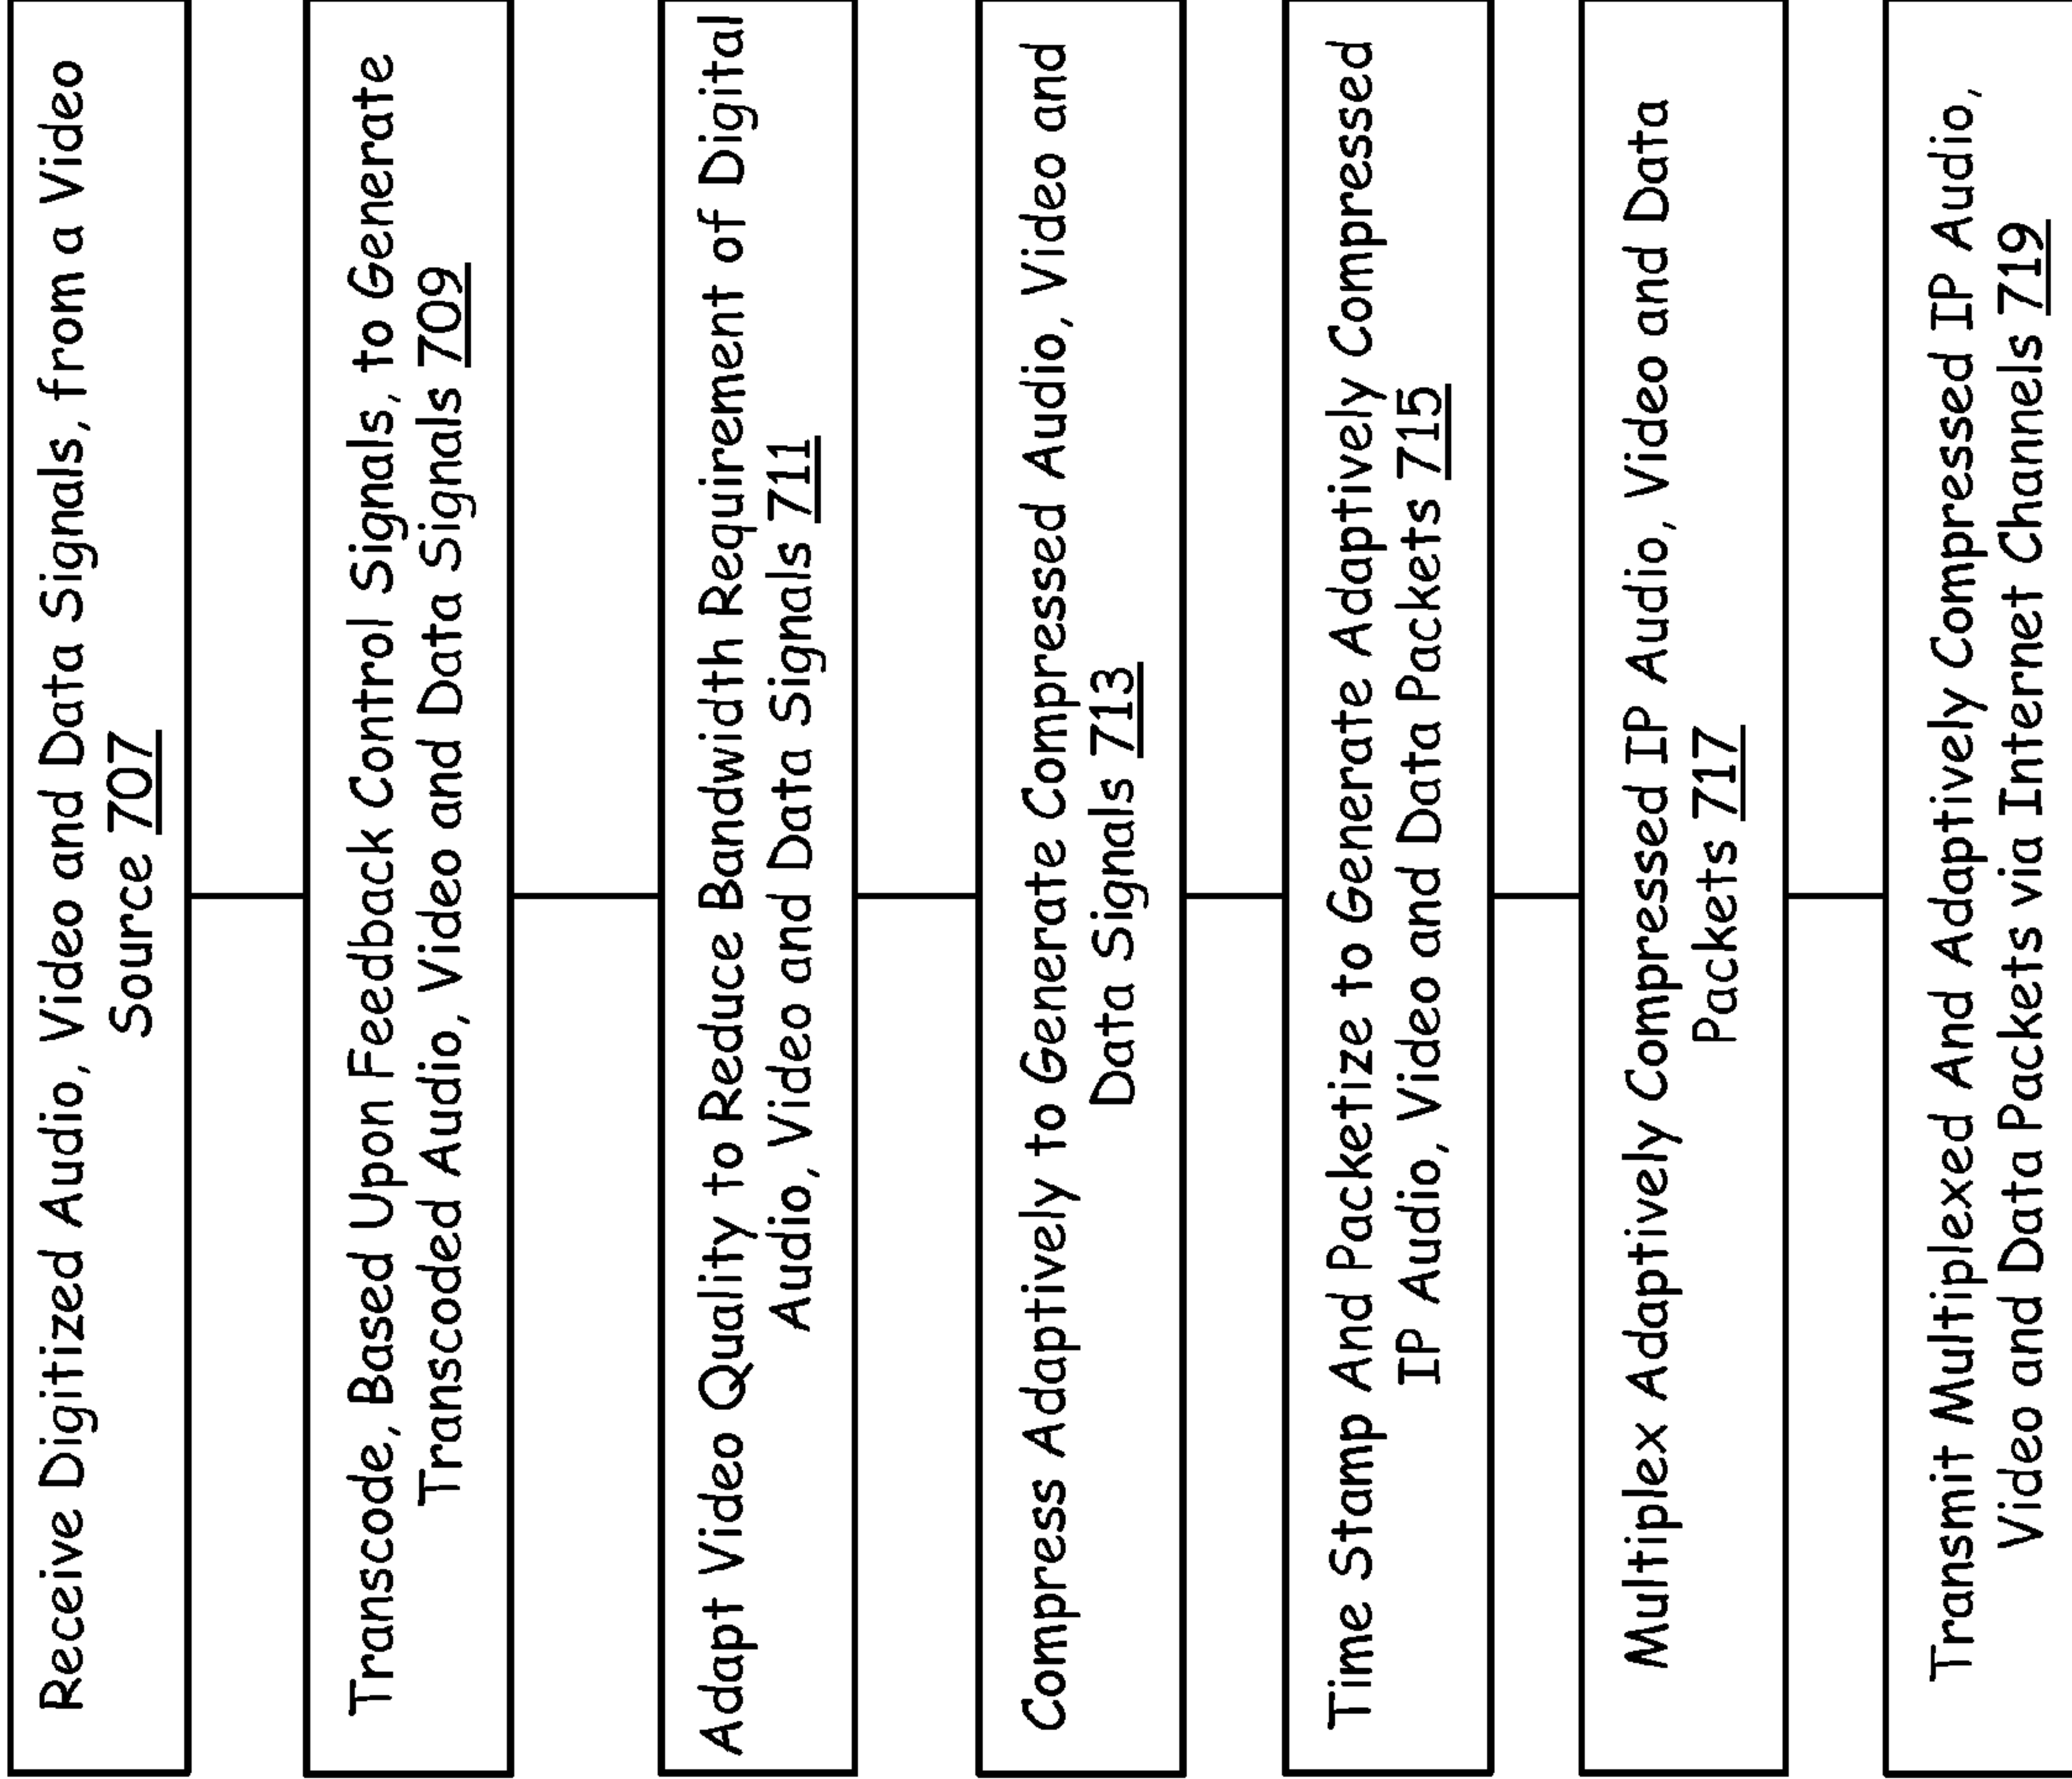 Receive Digitized Audio, Video and Data Signals, from a Video
Source 707
Transcode, Based Upon Feedback Control Signals, to Generate
Transcoded Audio, Video and Data Signals 709
Adapt Video Quality to Reduce Bandwidth Requirement of Digital
Audio, Video and Data Signals 711
Compress Adaptively to Generate Compressed Audio, Video and
Data Signals 713
Time Stamp And Packetize to Generate Adaptively Compressed
IP Audio, Video and Data Packets 715
Multiplex Adaptively Compressed IP Audio, Video and Data
Packets 717
Transmit Multiplexed And Adaptively Compressed IP Audio,
Video and Data Packets via Internet Channels 719